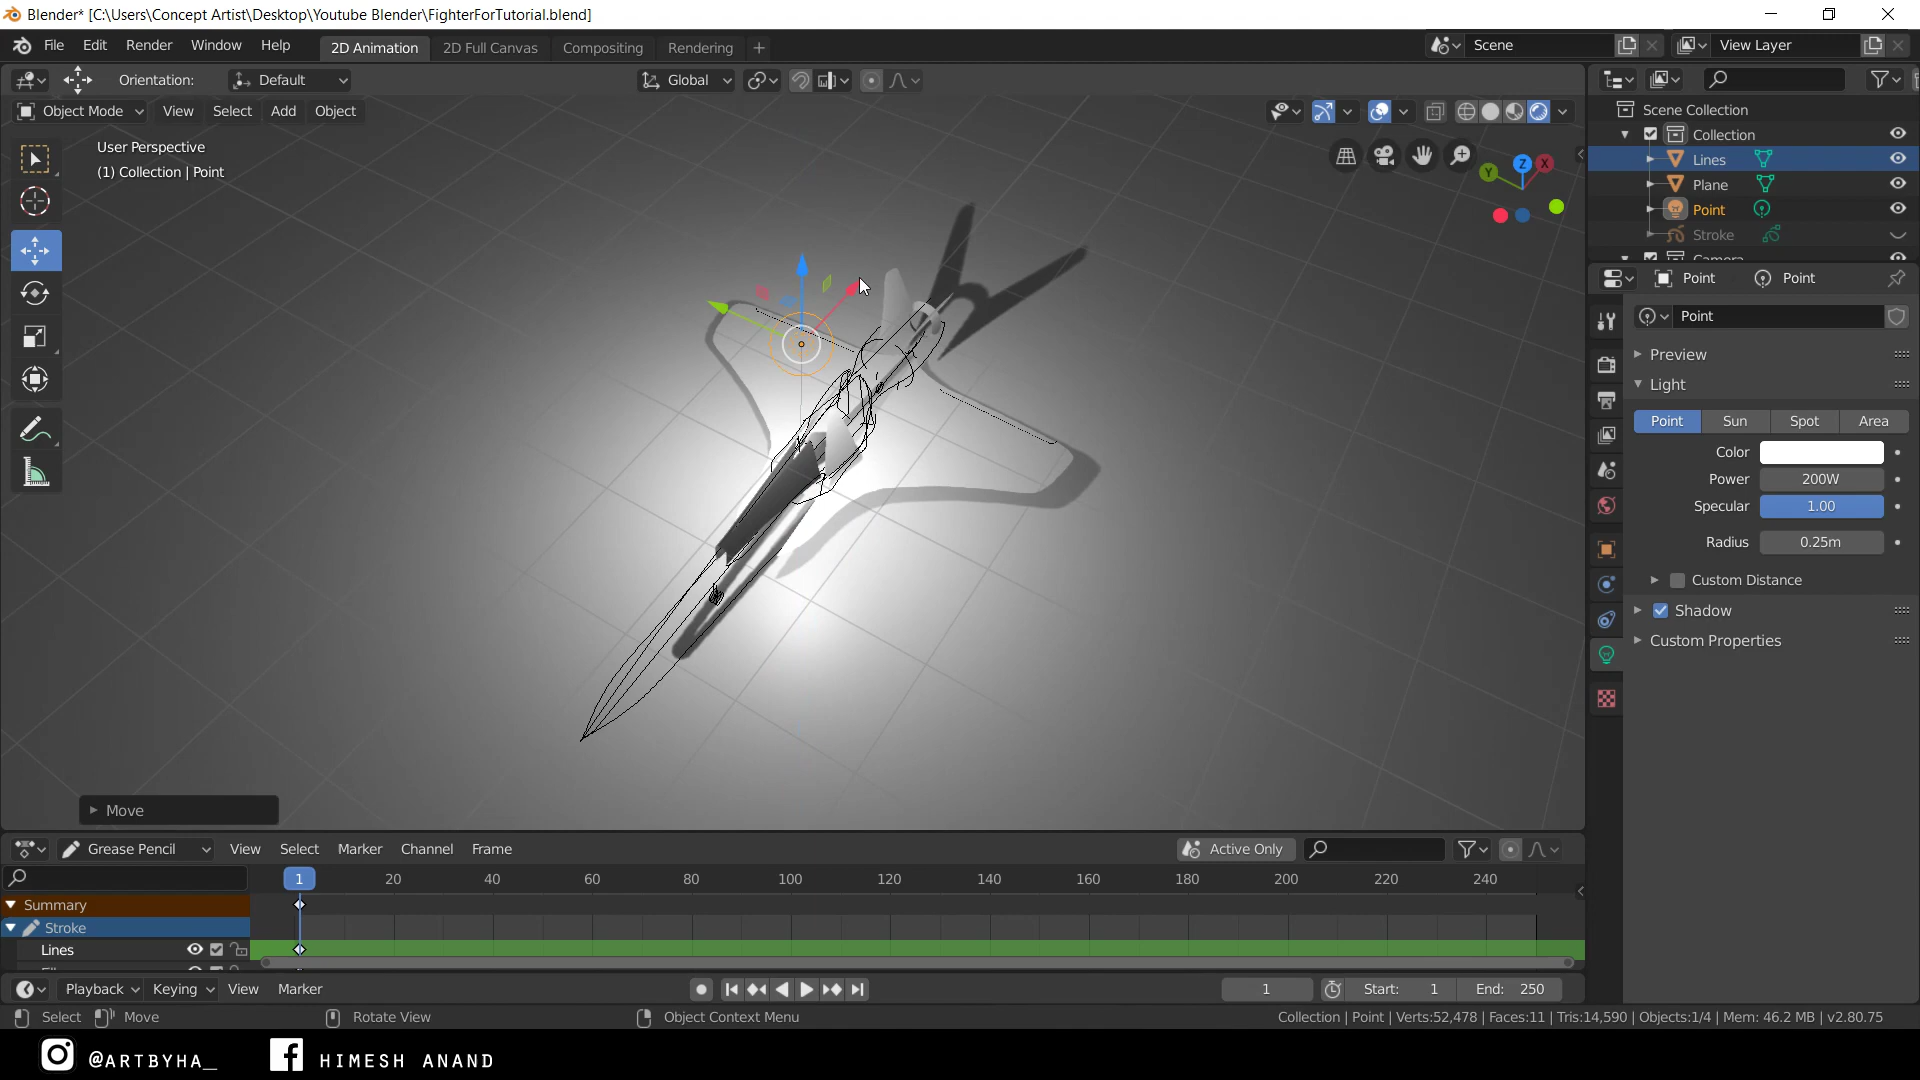 Blender* [C:\Users\Concept Artist\Desktop\Youtube Blender\FighterForTutorial.blend]
File Edit Render Window Help 2D Animation 2D Full Canvas Compositing Rendering + Scene View Layer
Orientation: Default Global
Object Mode View Select Add Object
User Perspective
(1) Collection | Point
Z X Y
Scene Collection
Collection
Lines
Plane
Point
Stroke
Point Point
Point
Preview
Light
Point Sun Spot Area
Color
Power 200W
Specular 1.00
Radius 0.25m
Custom Distance
Shadow
Custom Properties
Move
Grease Pencil View Select Marker Channel Frame Active Only
1 20 40 60 80 100 120 140 160 180 200 220 240
Summary
Stroke
Lines
Playback Keying View Marker 1 Start: 1 End: 250
Select Move Rotate View Object Context Menu Collection | Point | Verts:52,478 | Faces:11 | Tris:14,590 | Objects:1/4 | Mem: 46.2 MB | v2.80.75
@ARTBYHA_ HIMESH ANAND